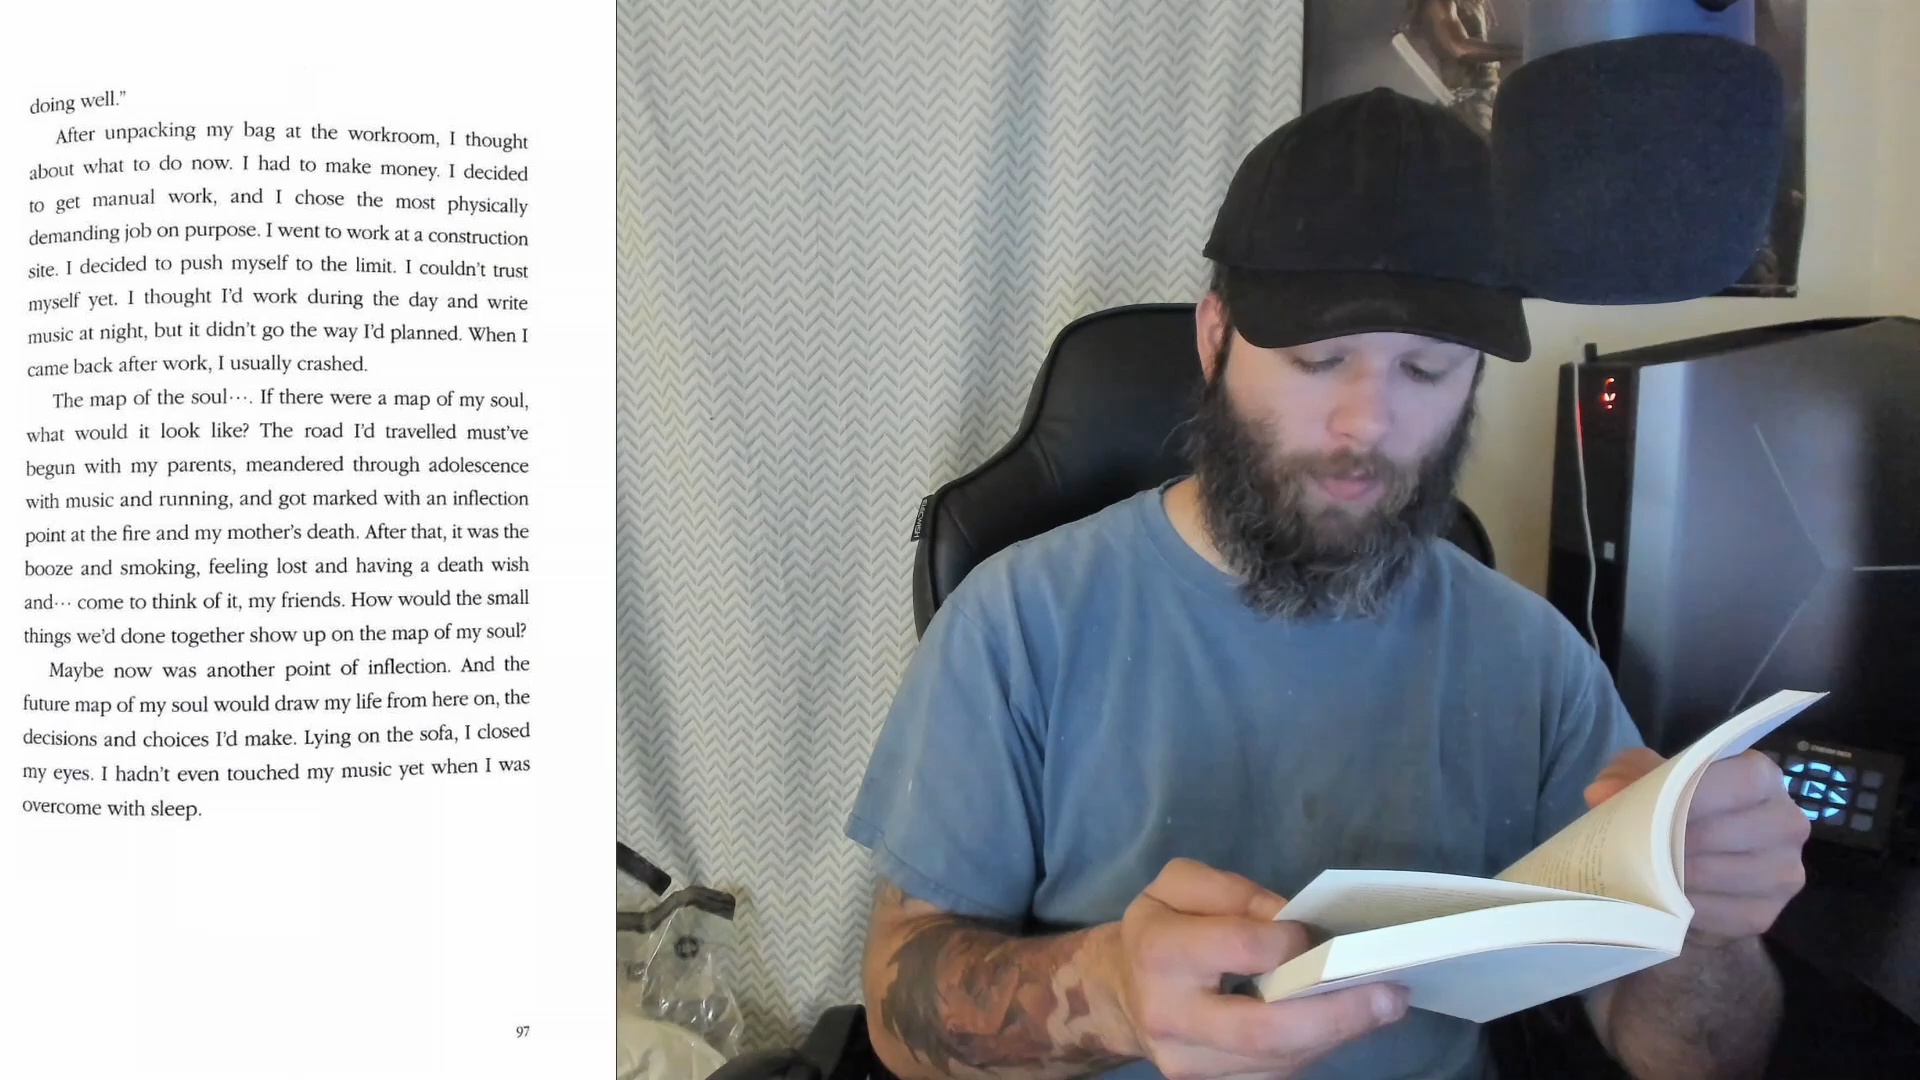 doing well.”
After unpacking my bag at the workroom, I thought
about what to do now. I had to make money. I decided
to get manual work, and I chose the most physically
demanding job on purpose. I went to work at a construction
site. I decided to push myself to the limit. I couldn’t trust
myself yet. I thought I’d work during the day and write
music at night, but it didn’t go the way I’d planned. When I
came back after work, I usually crashed.
The map of the soul···. If there were a map of my soul,
what would it look like? The road I’d travelled must’ve
begun with my parents, meandered through adolescence
with music and running, and got marked with an inflection
point at the fire and my mother’s death. After that, it was the
booze and smoking, feeling lost and having a death wish
and··· come to think of it, my friends. How would the small
things we’d done together show up on the map of my soul?
Maybe now was another point of inflection. And the
future map of my soul would draw my life from here on, the
decisions and choices I’d make. Lying on the sofa, I closed
my eyes. I hadn’t even touched my music yet when I was
overcome with sleep.
97